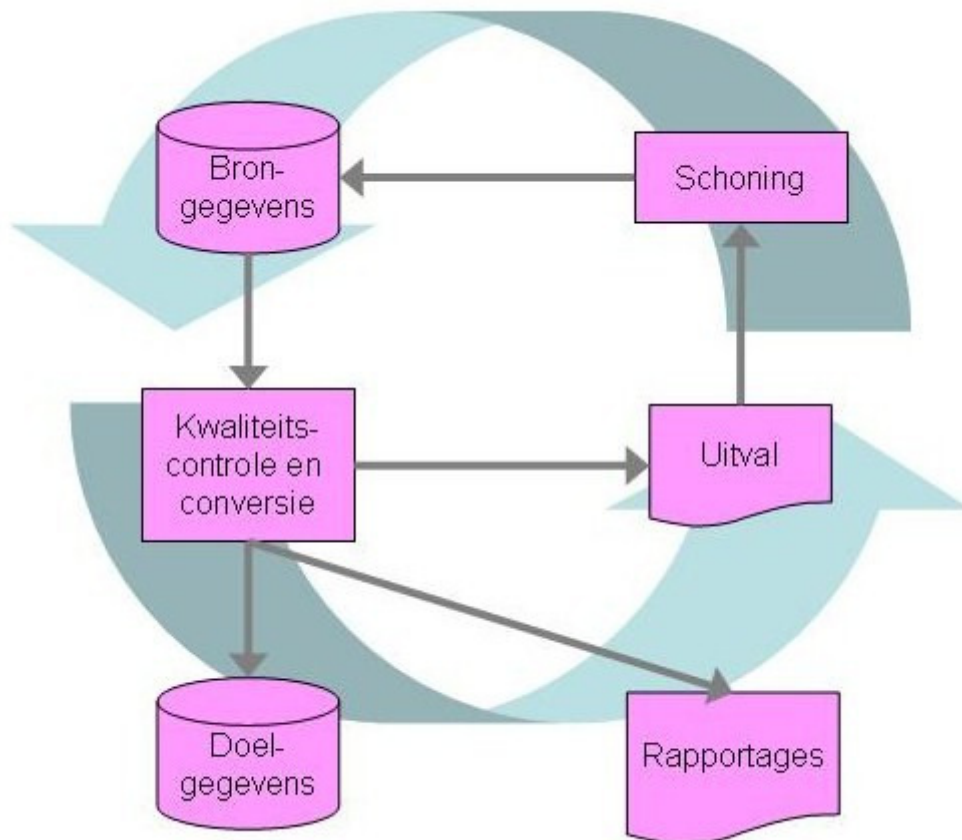 Bron-
gegevens
Schoning
Kwaliteits-
controle en
conversie
Uitval
Doel-
gegevens
Rapportages